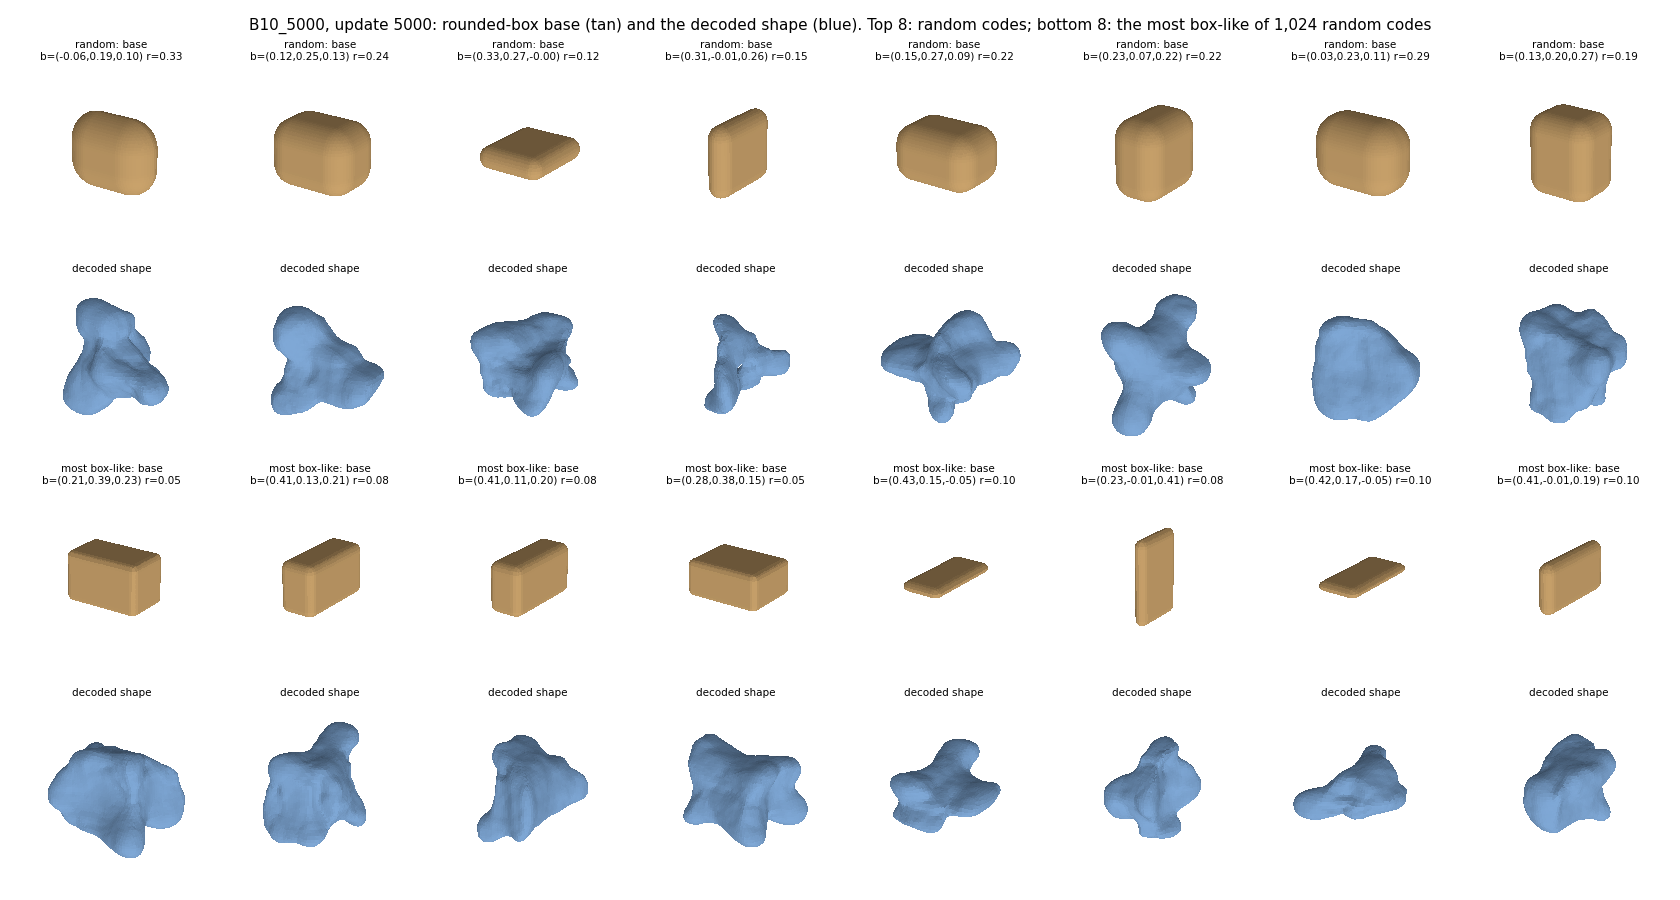 B10_5000, update 5000: rounded-box base (tan) and the decoded shape (blue). Top 8: random codes; bottom 8: the most box-like of 1,024 random codes
random: base
b=(-0.06,0.19,0.10) r=0.33
random: base
b=(0.12,0.25,0.13) r=0.24
random: base
b=(0.33,0.27,-0.00) r=0.12
random: base
b=(0.31,-0.01,0.26) r=0.15
random: base
b=(0.15,0.27,0.09) r=0.22
random: base
b=(0.23,0.07,0.22) r=0.22
random: base
b=(0.03,0.23,0.11) r=0.29
random: base
b=(0.13,0.20,0.27) r=0.19
decoded shape
decoded shape
decoded shape
decoded shape
decoded shape
decoded shape
decoded shape
decoded shape
most box-like: base
b=(0.21,0.39,0.23) r=0.05
most box-like: base
b=(0.41,0.13,0.21) r=0.08
most box-like: base
b=(0.41,0.11,0.20) r=0.08
most box-like: base
b=(0.28,0.38,0.15) r=0.05
most box-like: base
b=(0.43,0.15,-0.05) r=0.10
most box-like: base
b=(0.23,-0.01,0.41) r=0.08
most box-like: base
b=(0.42,0.17,-0.05) r=0.10
most box-like: base
b=(0.41,-0.01,0.19) r=0.10
decoded shape
decoded shape
decoded shape
decoded shape
decoded shape
decoded shape
decoded shape
decoded shape